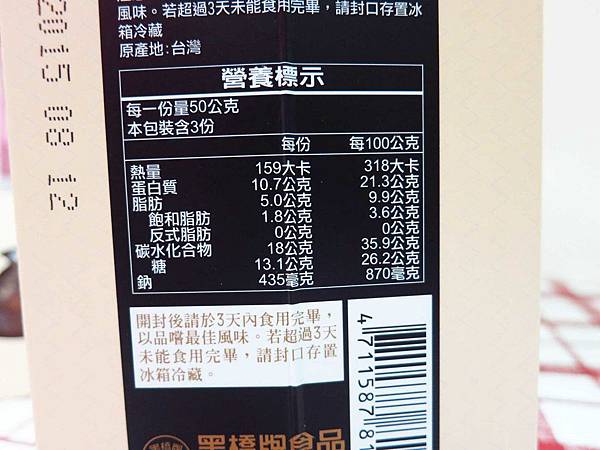 風味。若超過3天未能食用完畢,請封口存置冰
箱冷藏
原產地:台灣
營養標示
每一份量50公克
本包裝含3份
每份 每100公克
熱量 159大卡 318大卡
蛋白質 10.7公克 21.3公克
脂肪 5.0公克 9.9公克
飽和脂肪 1.8公克 3.6公克
反式脂肪 0公克 0公克
碳水化合物 18公克 35.9公克
糖 13.1公克 26.2公克
鈉 435毫克 870毫克
開封後請於3天內食用完畢,
以品嚐最佳風味。若超過3天
未能食用完畢,請封口存置
冰箱冷藏。
黑橋牌食品
4 711587 81
2015 08 12